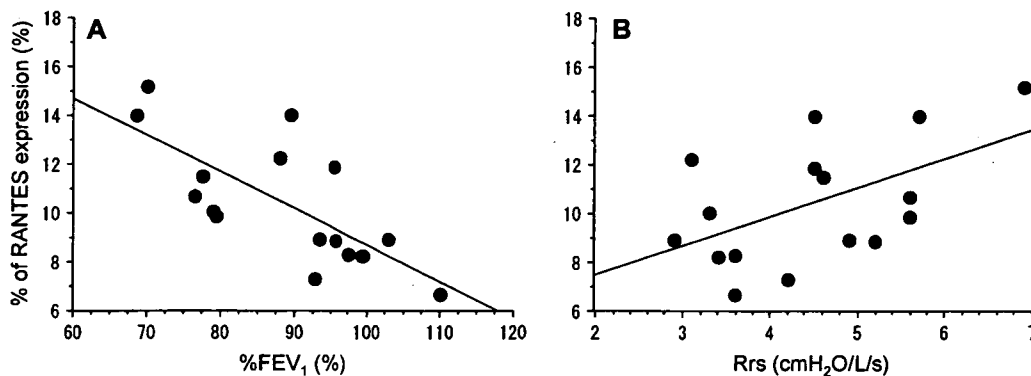 A
% of RANTES expression (%)
18
16
14
12
10
8
6
60 70 80 90 100 110 120
%FEV₁ (%)
B
18
16
14
12
10
8
6
2 3 4 5 6 7
Rrs (cmH₂O/L/s)